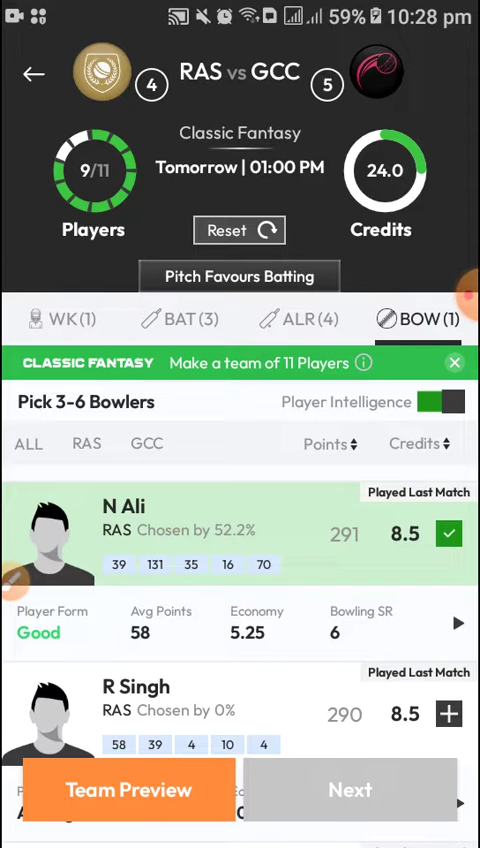 59% 10:28 pm
4 RAS vs GCC 5
Classic Fantasy
9/11 Tomorrow | 01:00 PM 24.0
Players Reset Credits
Pitch Favours Batting
WK(1) BAT(3) ALR(4) BOW(1)
CLASSIC FANTASY Make a team of 11 Players
Pick 3-6 Bowlers Player Intelligence
ALL RAS GCC Points Credits
Played Last Match
N Ali
RAS Chosen by 52.2% 291 8.5
39 131 35 16 70
Player Form Avg Points Economy Bowling SR
Good 58 5.25 6
Played Last Match
R Singh
RAS Chosen by 0% 290 8.5
58 39 4 10 4
Team Preview Next